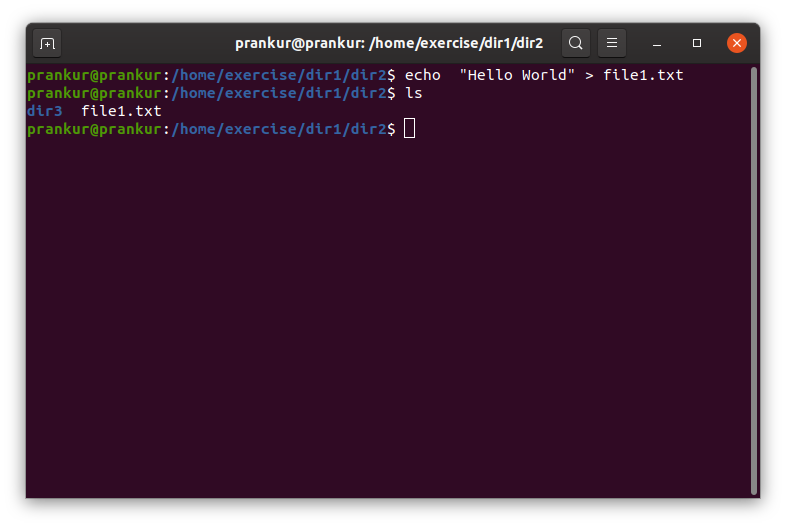 prankur@prankur: /home/exercise/dir1/dir2
prankur@prankur:/home/exercise/dir1/dir2$ echo  "Hello World" > file1.txt
prankur@prankur:/home/exercise/dir1/dir2$ ls
dir3  file1.txt
prankur@prankur:/home/exercise/dir1/dir2$